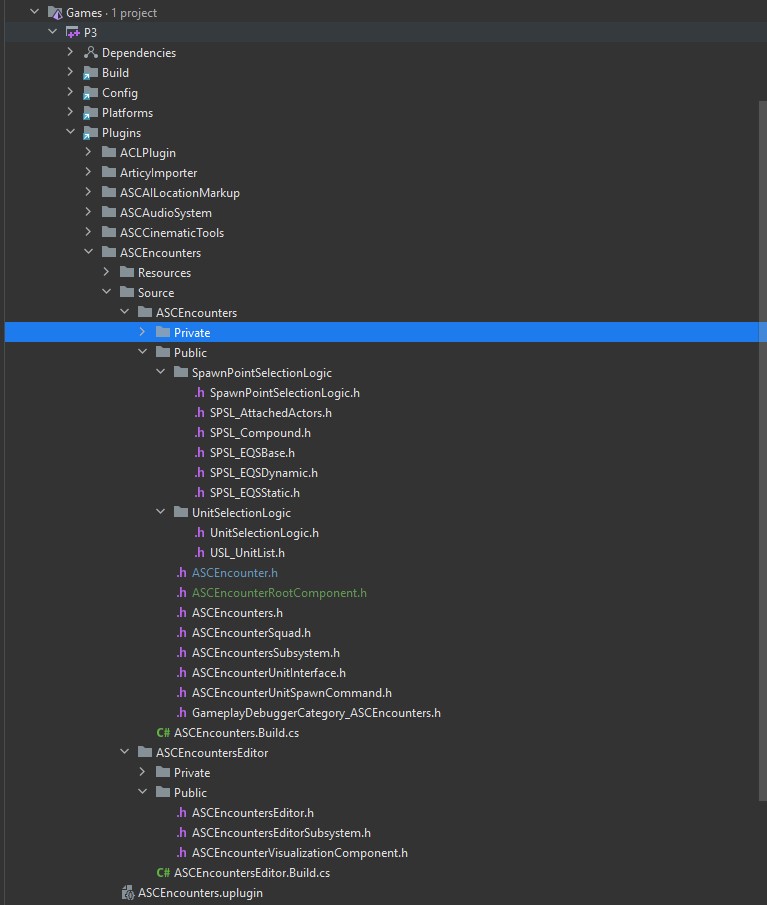 Games · 1 project
P3
Dependencies
Build
Config
Platforms
Plugins
ACLPlugin
ArticyImporter
ASCAILocationMarkup
ASCAudioSystem
ASCCinematicTools
ASCEncounters
Resources
Source
ASCEncounters
Private
Public
SpawnPointSelectionLogic
.h SpawnPointSelectionLogic.h
.h SPSL_AttachedActors.h
.h SPSL_Compound.h
.h SPSL_EQSBase.h
.h SPSL_EQSDynamic.h
.h SPSL_EQSStatic.h
UnitSelectionLogic
.h UnitSelectionLogic.h
.h USL_UnitList.h
.h ASCEncounter.h
.h ASCEncounterRootComponent.h
.h ASCEncounters.h
.h ASCEncounterSquad.h
.h ASCEncountersSubsystem.h
.h ASCEncounterUnitInterface.h
.h ASCEncounterUnitSpawnCommand.h
.h GameplayDebuggerCategory_ASCEncounters.h
C# ASCEncounters.Build.cs
ASCEncountersEditor
Private
Public
.h ASCEncountersEditor.h
.h ASCEncountersEditorSubsystem.h
.h ASCEncounterVisualizationComponent.h
C# ASCEncountersEditor.Build.cs
ASCEncounters.uplugin